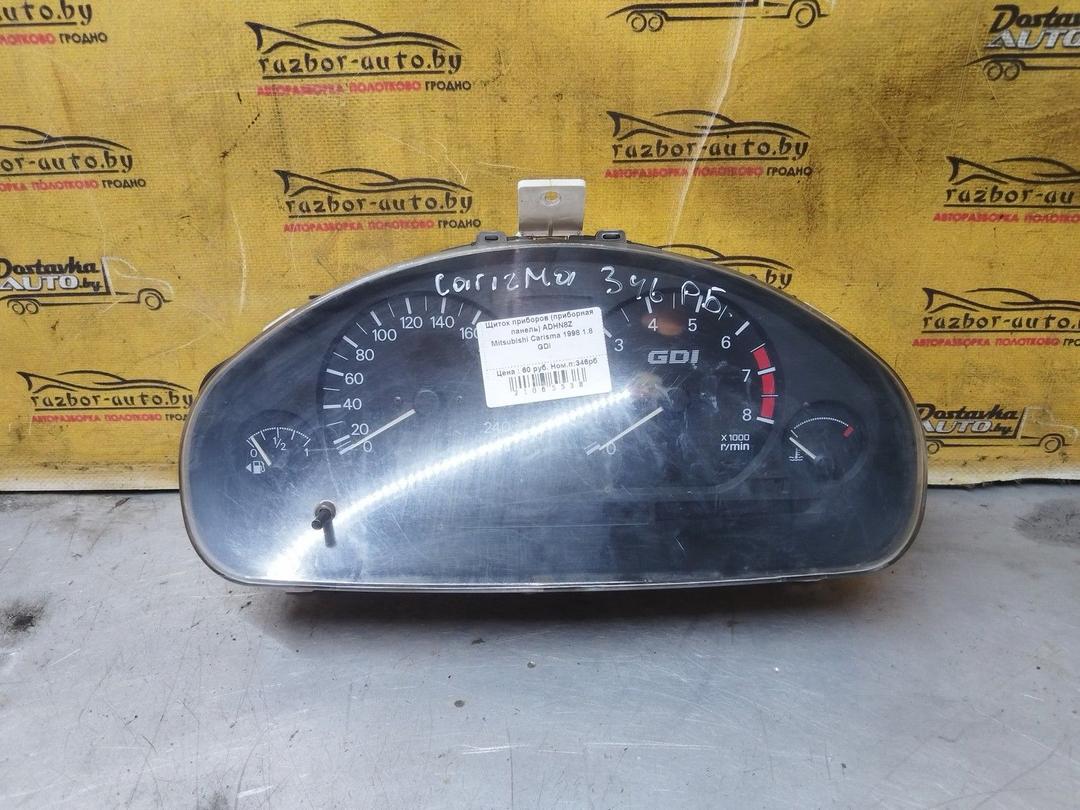 razbor-auto.by
АВТОРАЗБОРКА ПОЛОТКОВО ГРОДНО
Dostavka
AUTO
ПОЛОТКОВО ГРОДНО
razbor-auto.by
АВТОРАЗБОРКА ПОЛОТКОВО ГРОДНО
razbor-auto.by
АВТОРАЗБОРКА ПОЛОТКОВО ГРОДНО
razbor-auto.by
АВТОРАЗБОРКА ПОЛОТКОВО ГРОДНО
razbor-auto
АВТОРАЗБОРКА ПОЛОТКОВО
Dostavka
AUTO.by
razbor-auto.by
АВТОРАЗБОРКА ПОЛОТКОВО
Dostavka
AUTO.by
Carizma 346 РБ
Щиток приборов (приборная
панель) ADHN8Z
Mitsubishi Carisma 1998 1.8
GDI
Цена : 60 руб. Ном.п:346рб
21065538
0 20 40 60 80 100 120 140 160 240
0 3 4 5 6 7 8
GDI
X 1000
r/min
0 1/2 1